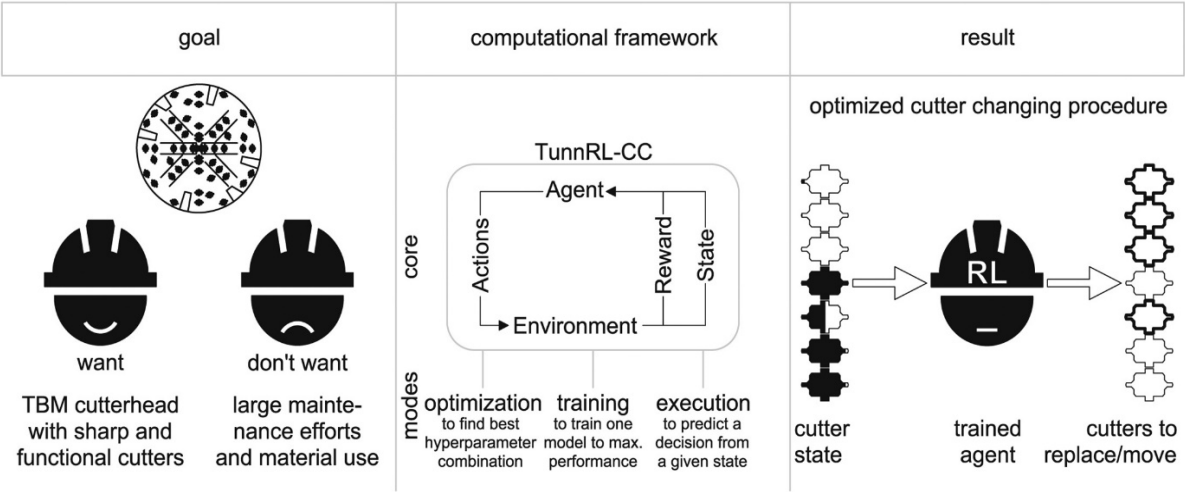 goal
computational framework
result
want
don't want
TBM cutterhead
with sharp and
functional cutters
large mainte-
nance efforts
and material use
TunnRL-CC
core
Agent
Actions
Reward
State
Environment
modes
optimization
to find best
hyperparameter
combination
training
to train one
model to max.
performance
execution
to predict a
decision from
a given state
optimized cutter changing procedure
RL
cutter
state
trained
agent
cutters to
replace/move